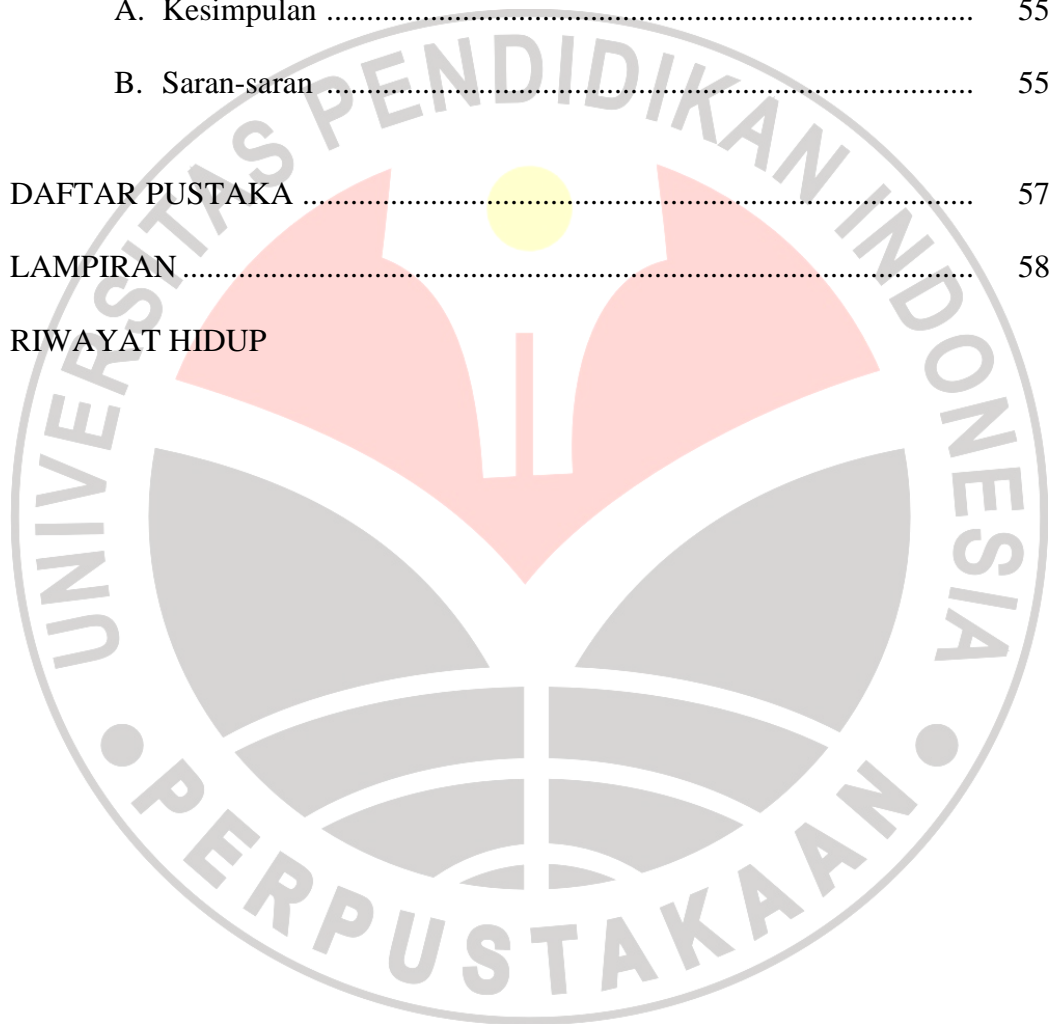 A. Kesimpulan ................................................................................. 55
B. Saran-saran ................................................................................. 55
DAFTAR PUSTAKA .................................................................................... 57
LAMPIRAN ................................................................................................... 58
RIWAYAT HIDUP
UNIVERSITAS PENDIDIKAN INDONESIA
PERPUSTAKAAN